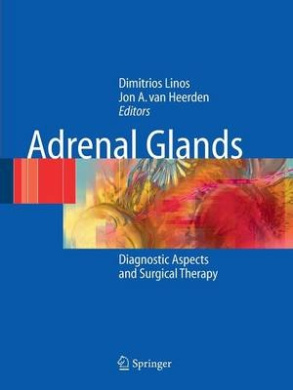 Dimitrios Linos
Jon A. van Heerden
Editors
Adrenal Glands
Diagnostic Aspects
and Surgical Therapy
Springer